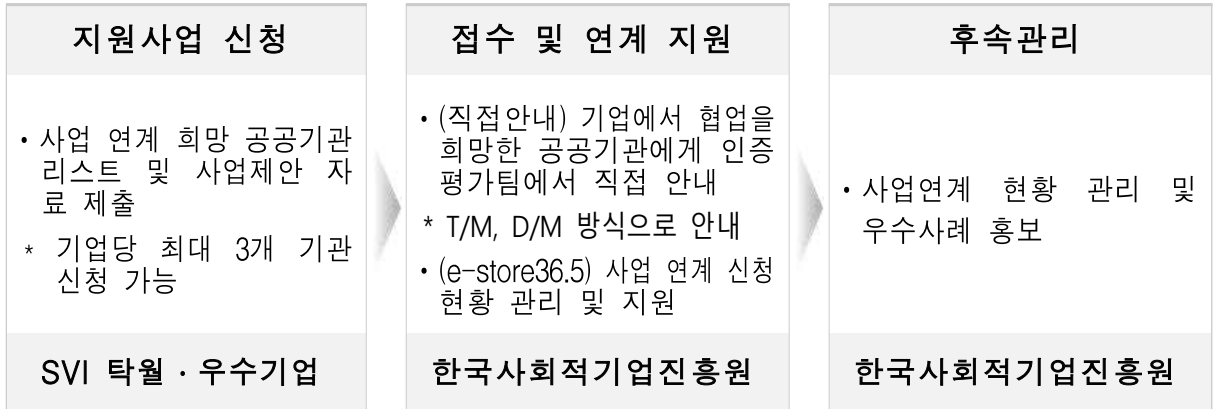 지원사업 신청
• 사업 연계 희망 공공기관
리스트 및 사업제안 자
료 제출
* 기업당 최대 3개 기관
신청 가능
SVI 탁월 · 우수기업
접수 및 연계 지원
• (직접안내) 기업에서 협업을
희망한 공공기관에게 인증
평가팀에서 직접 안내
* T/M, D/M 방식으로 안내
• (e-store36.5) 사업 연계 신청
현황 관리 및 지원
한국사회적기업진흥원
후속관리
• 사업연계 현황 관리 및
우수사례 홍보
한국사회적기업진흥원